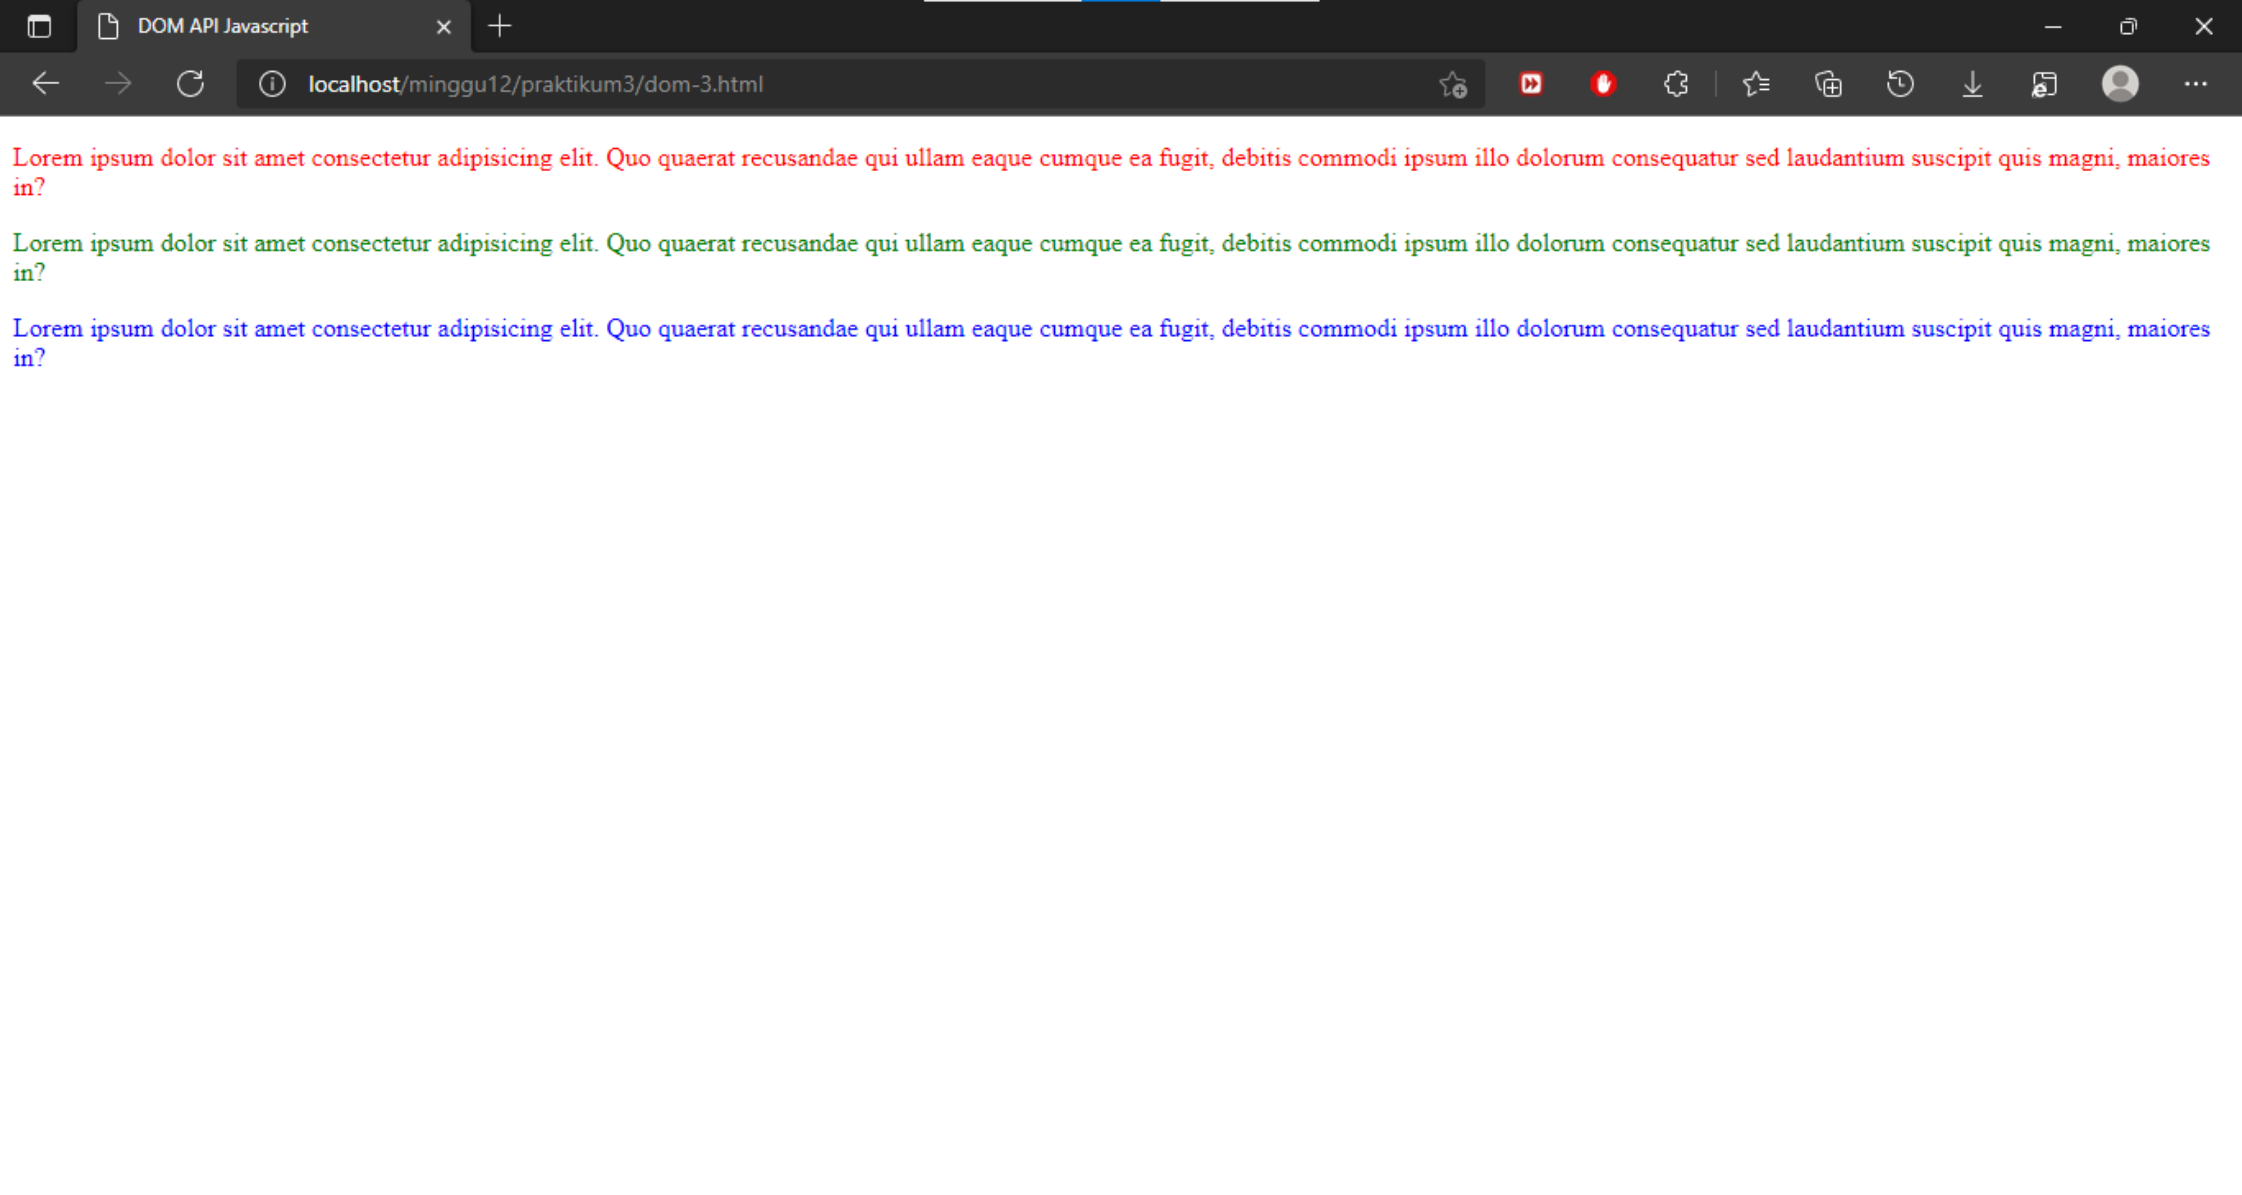 DOM API Javascript
localhost/minggu12/praktikum3/dom-3.html
Lorem ipsum dolor sit amet consectetur adipisicing elit. Quo quaerat recusandae qui ullam eaque cumque ea fugit, debitis commodi ipsum illo dolorum consequatur sed laudantium suscipit quis magni, maiores
in?
Lorem ipsum dolor sit amet consectetur adipisicing elit. Quo quaerat recusandae qui ullam eaque cumque ea fugit, debitis commodi ipsum illo dolorum consequatur sed laudantium suscipit quis magni, maiores
in?
Lorem ipsum dolor sit amet consectetur adipisicing elit. Quo quaerat recusandae qui ullam eaque cumque ea fugit, debitis commodi ipsum illo dolorum consequatur sed laudantium suscipit quis magni, maiores
in?